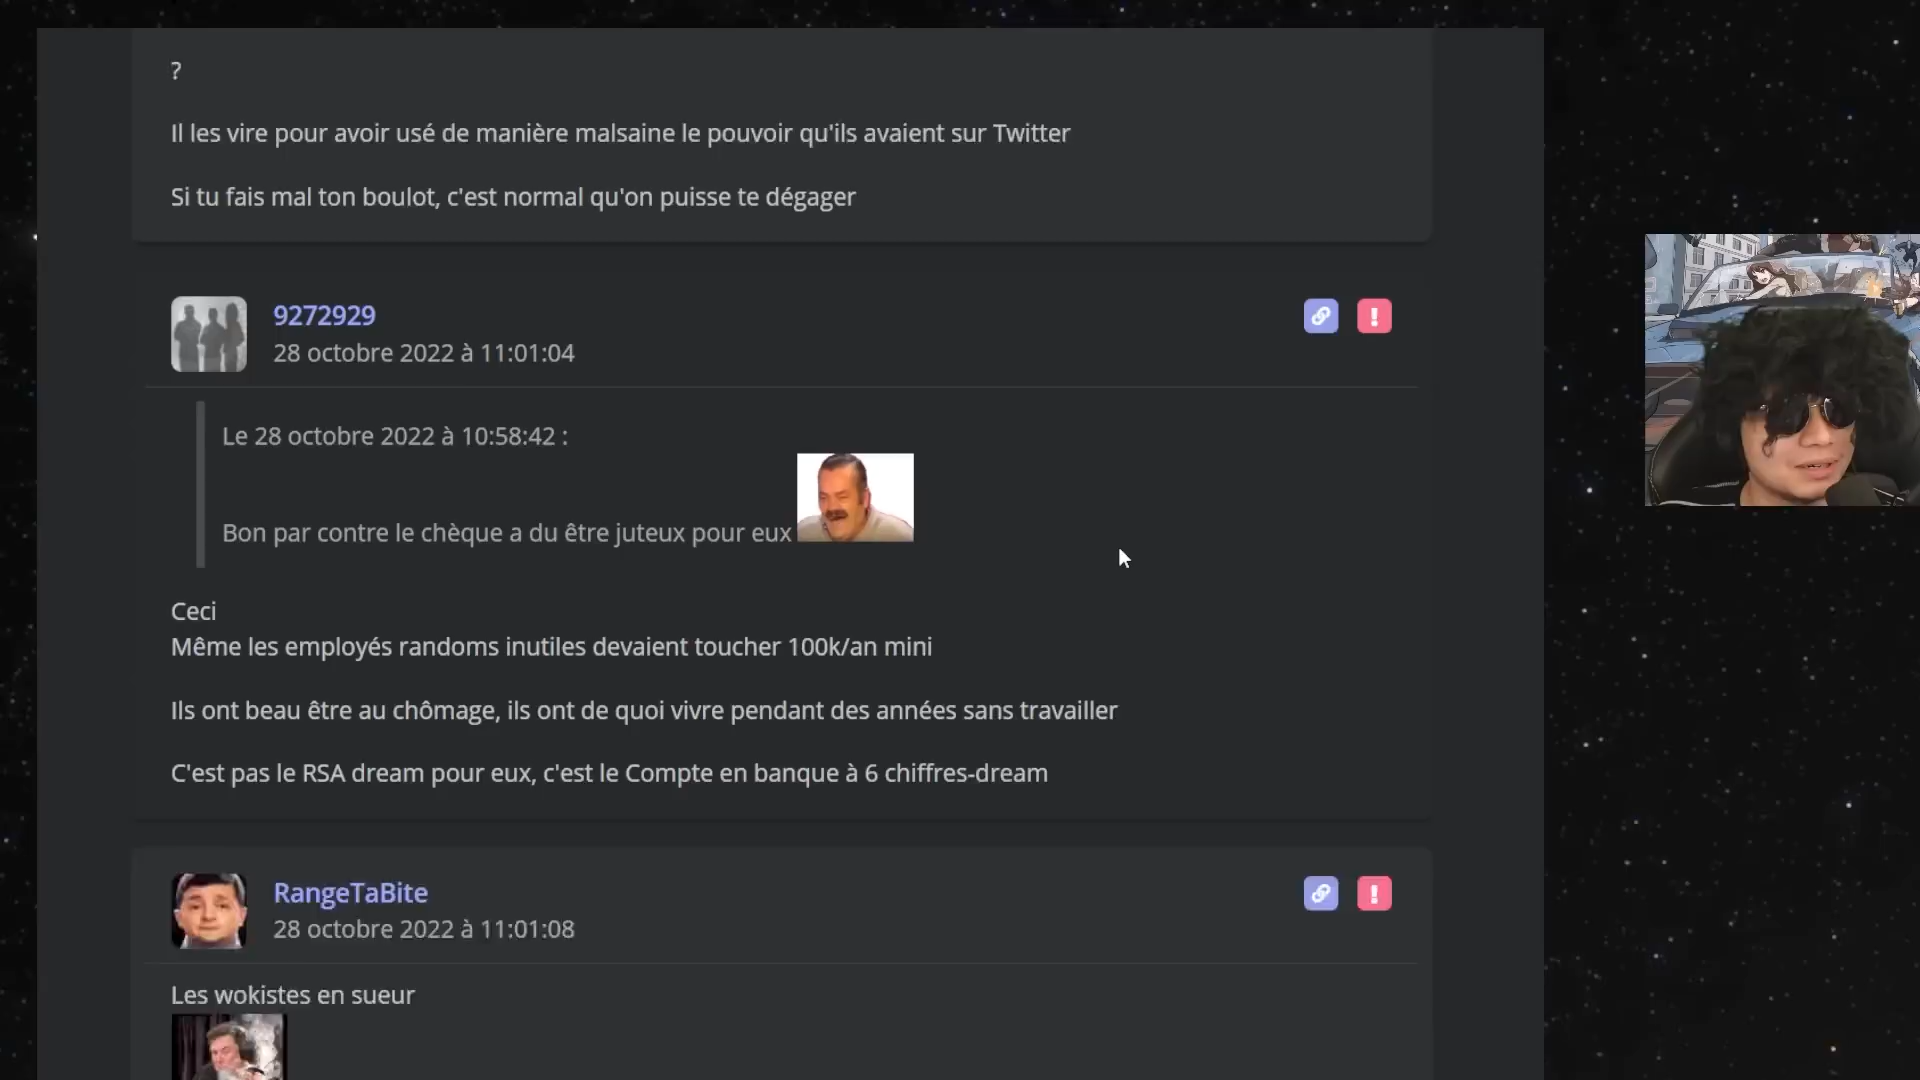 ?
Il les vire pour avoir usé de manière malsaine le pouvoir qu'ils avaient sur Twitter
Si tu fais mal ton boulot, c'est normal qu'on puisse te dégager
9272929
28 octobre 2022 à 11:01:04
Le 28 octobre 2022 à 10:58:42 :
Bon par contre le chèque a du être juteux pour eux
Ceci
Même les employés randoms inutiles devaient toucher 100k/an mini
Ils ont beau être au chômage, ils ont de quoi vivre pendant des années sans travailler
C'est pas le RSA dream pour eux, c'est le Compte en banque à 6 chiffres-dream
RangeTaBite
28 octobre 2022 à 11:01:08
Les wokistes en sueur